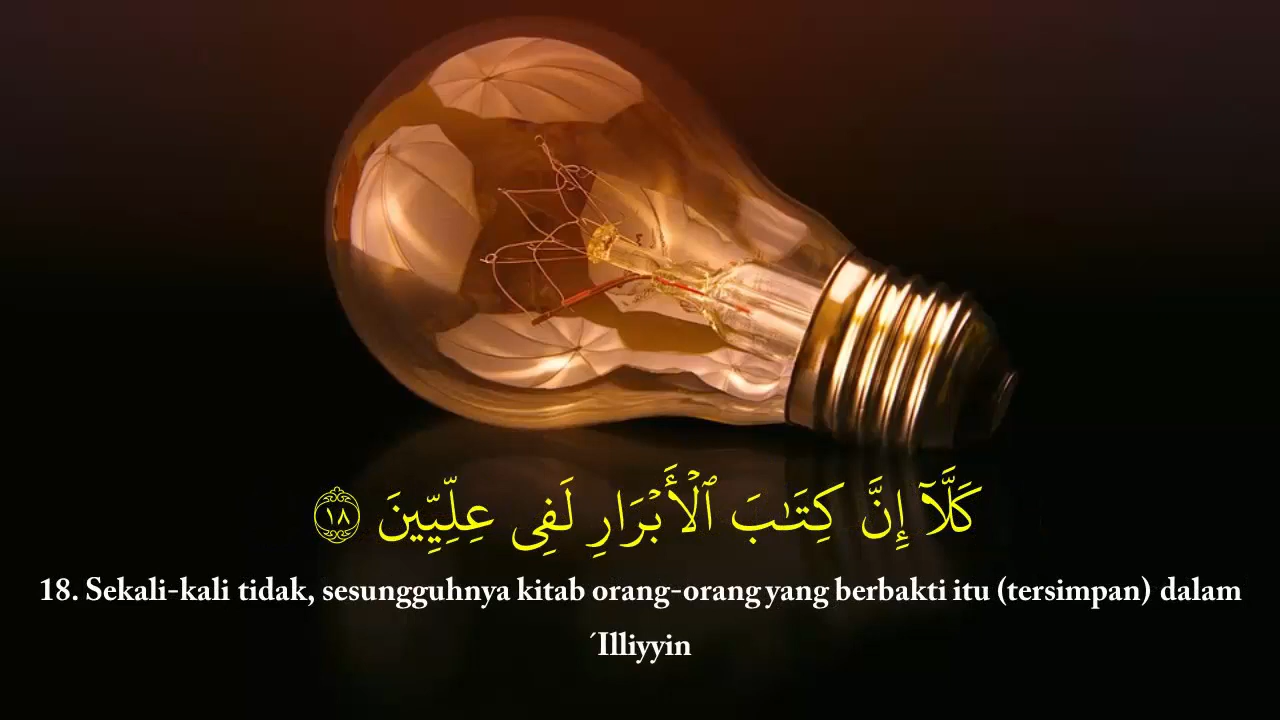 كَلَّآ إِنَّ كِتَـٰبَ ٱلْأَبْرَارِ لَفِى عِلِّيِّينَ ١٨
18. Sekali-kali tidak, sesungguhnya kitab orang-orang yang berbakti itu (tersimpan) dalam
´Illiyyin